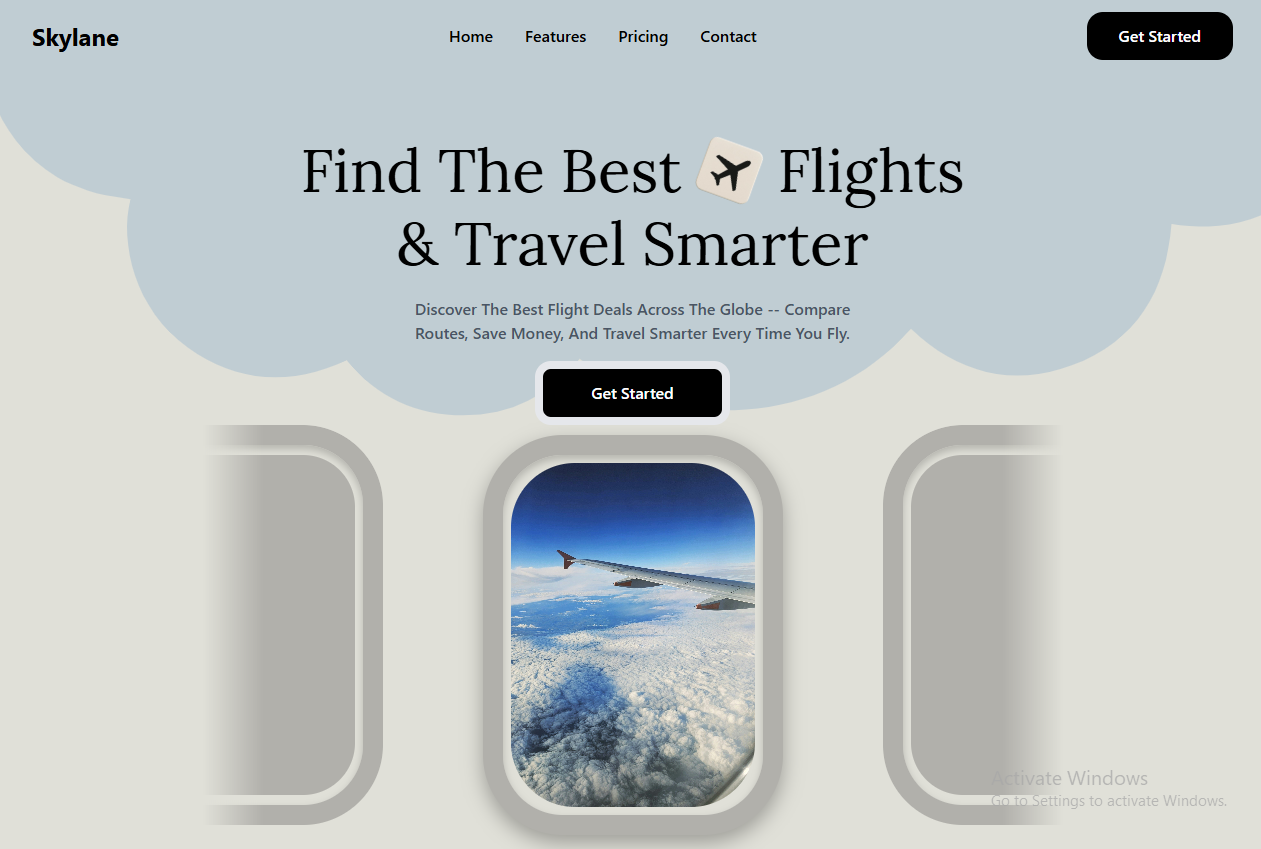 Skylane
Home
Features
Pricing
Contact
Get Started
Find The Best Flights
& Travel Smarter
Discover The Best Flight Deals Across The Globe -- Compare
Routes, Save Money, And Travel Smarter Every Time You Fly.
Get Started
Activate Windows
Go to Settings to activate Windows.